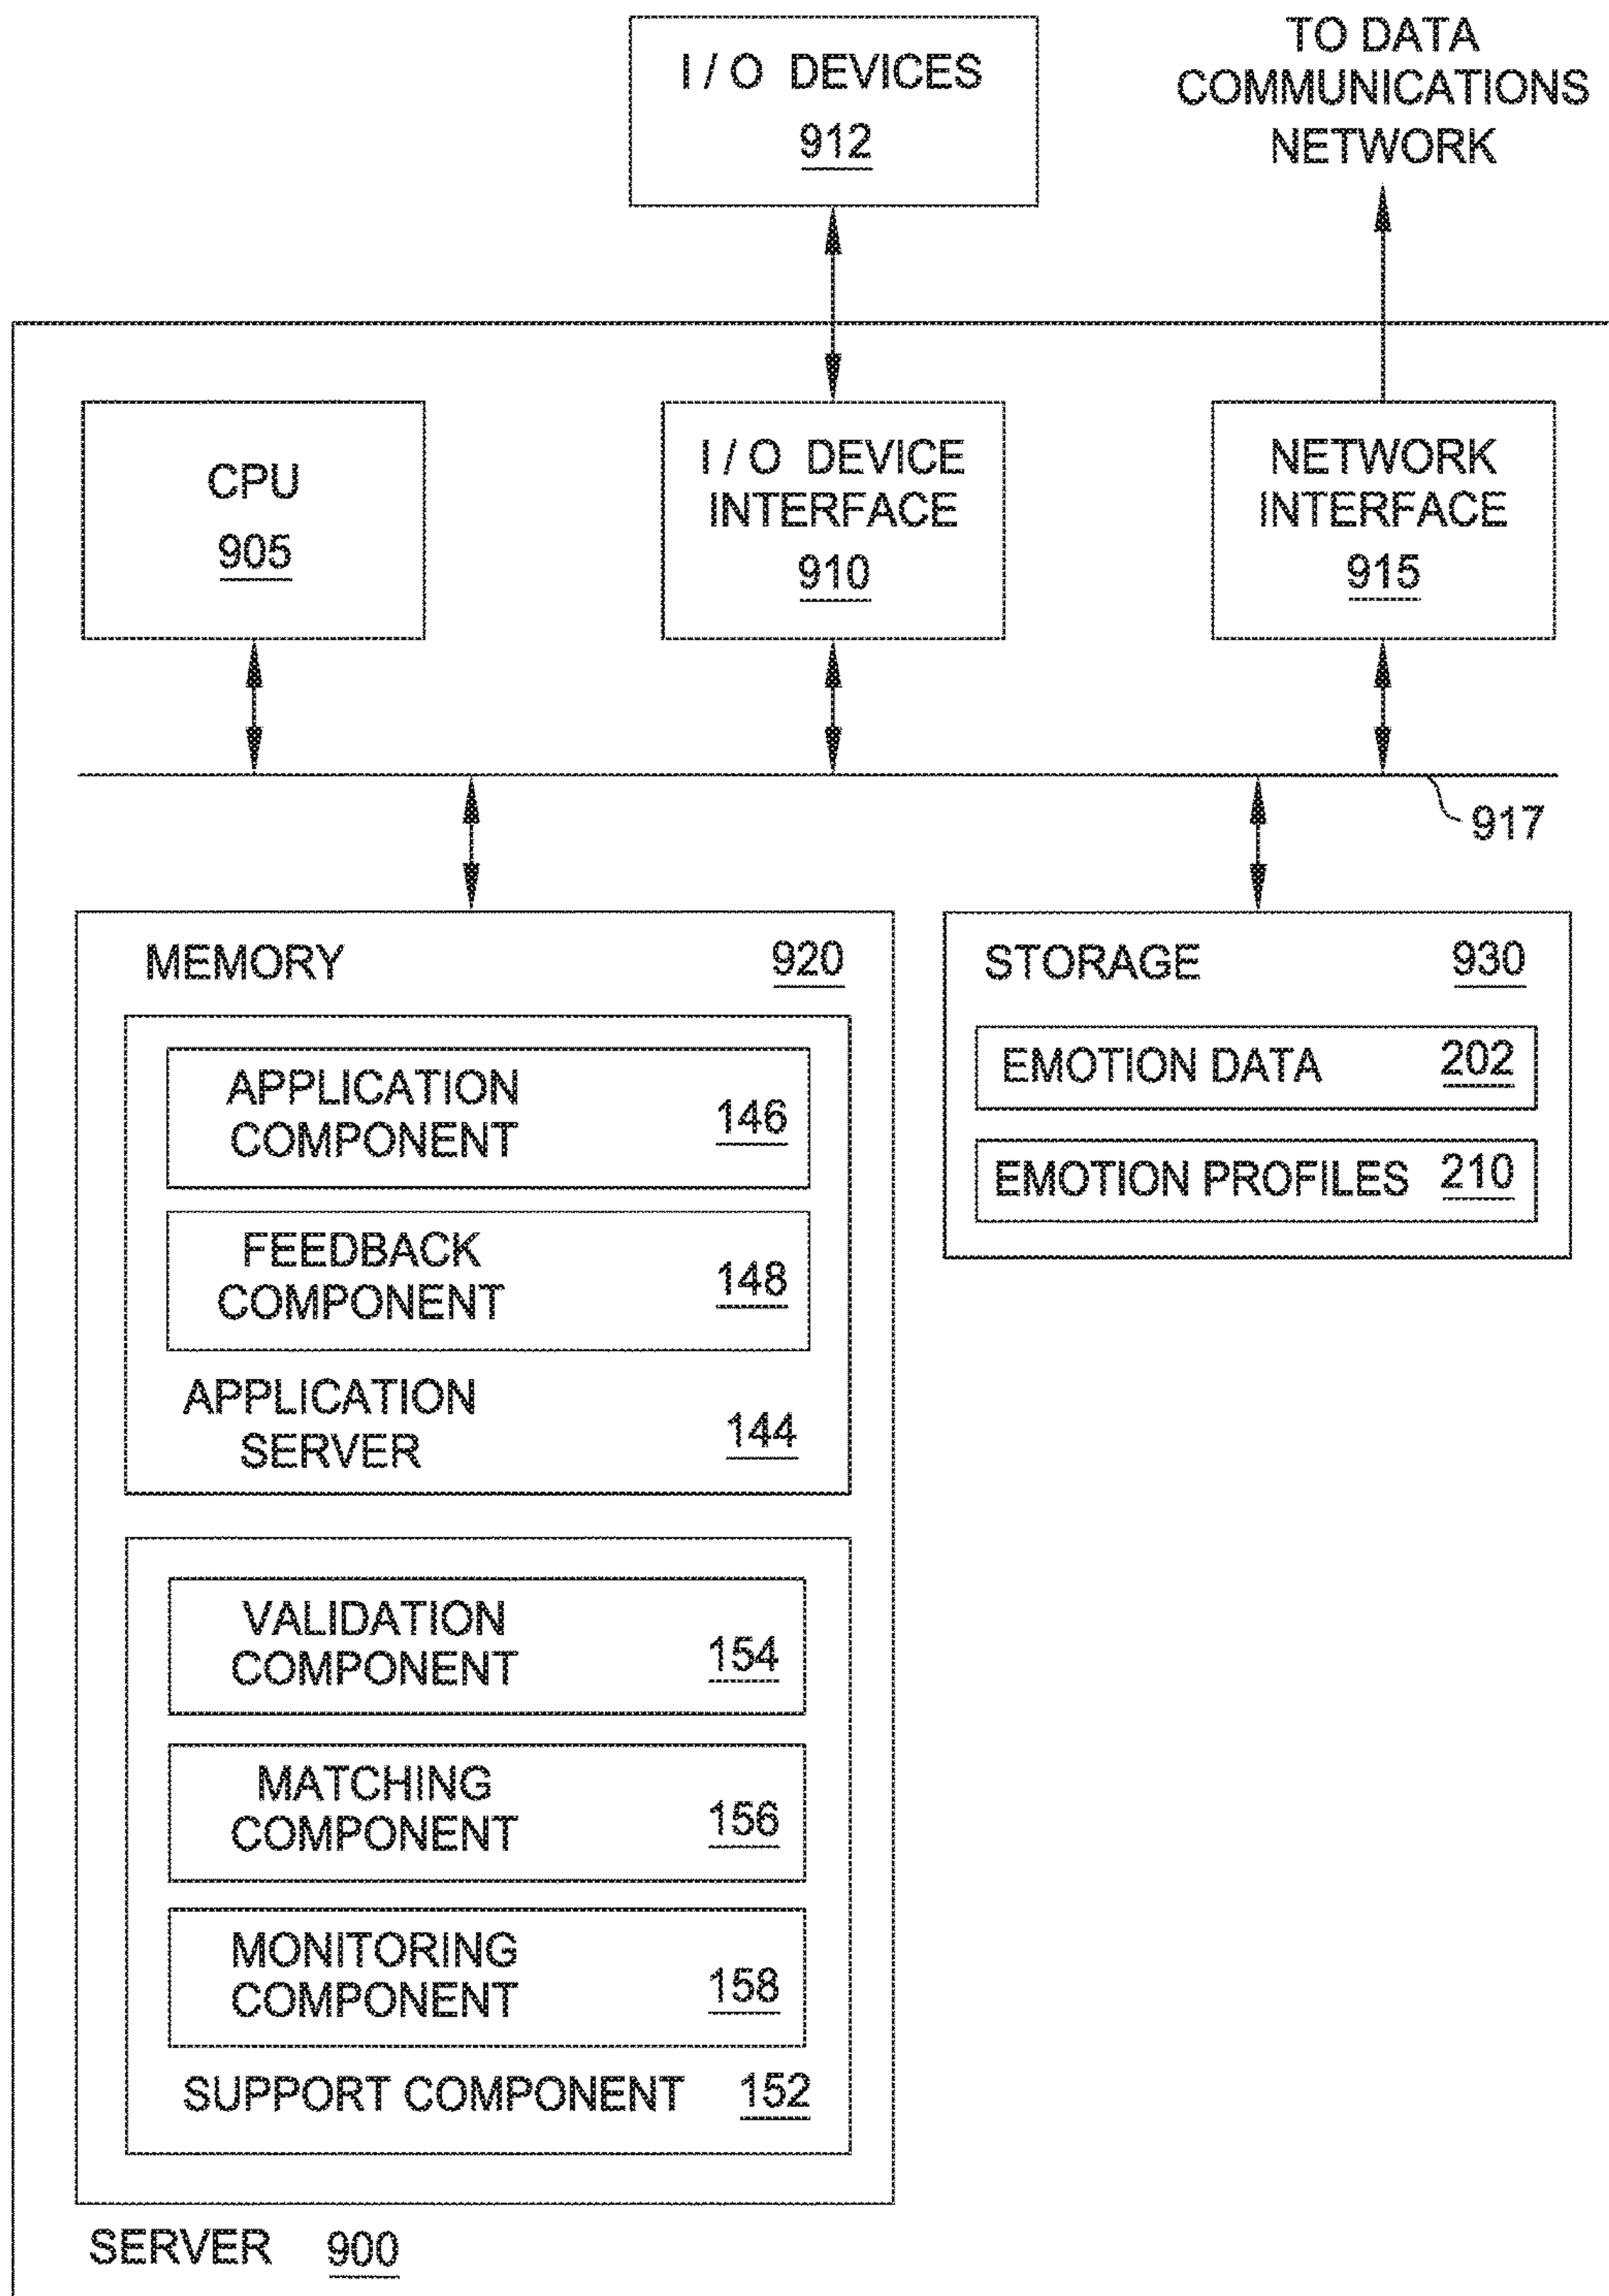 I / O DEVICES
912
TO DATA
COMMUNICATIONS
NETWORK
CPU
905
I / O DEVICE
INTERFACE
910
NETWORK
INTERFACE
915
917
MEMORY 920
APPLICATION
COMPONENT 146
FEEDBACK
COMPONENT 148
APPLICATION
SERVER 144
VALIDATION
COMPONENT 154
MATCHING
COMPONENT 156
MONITORING
COMPONENT 158
SUPPORT COMPONENT 152
STORAGE 930
EMOTION DATA 202
EMOTION PROFILES 210
SERVER 900